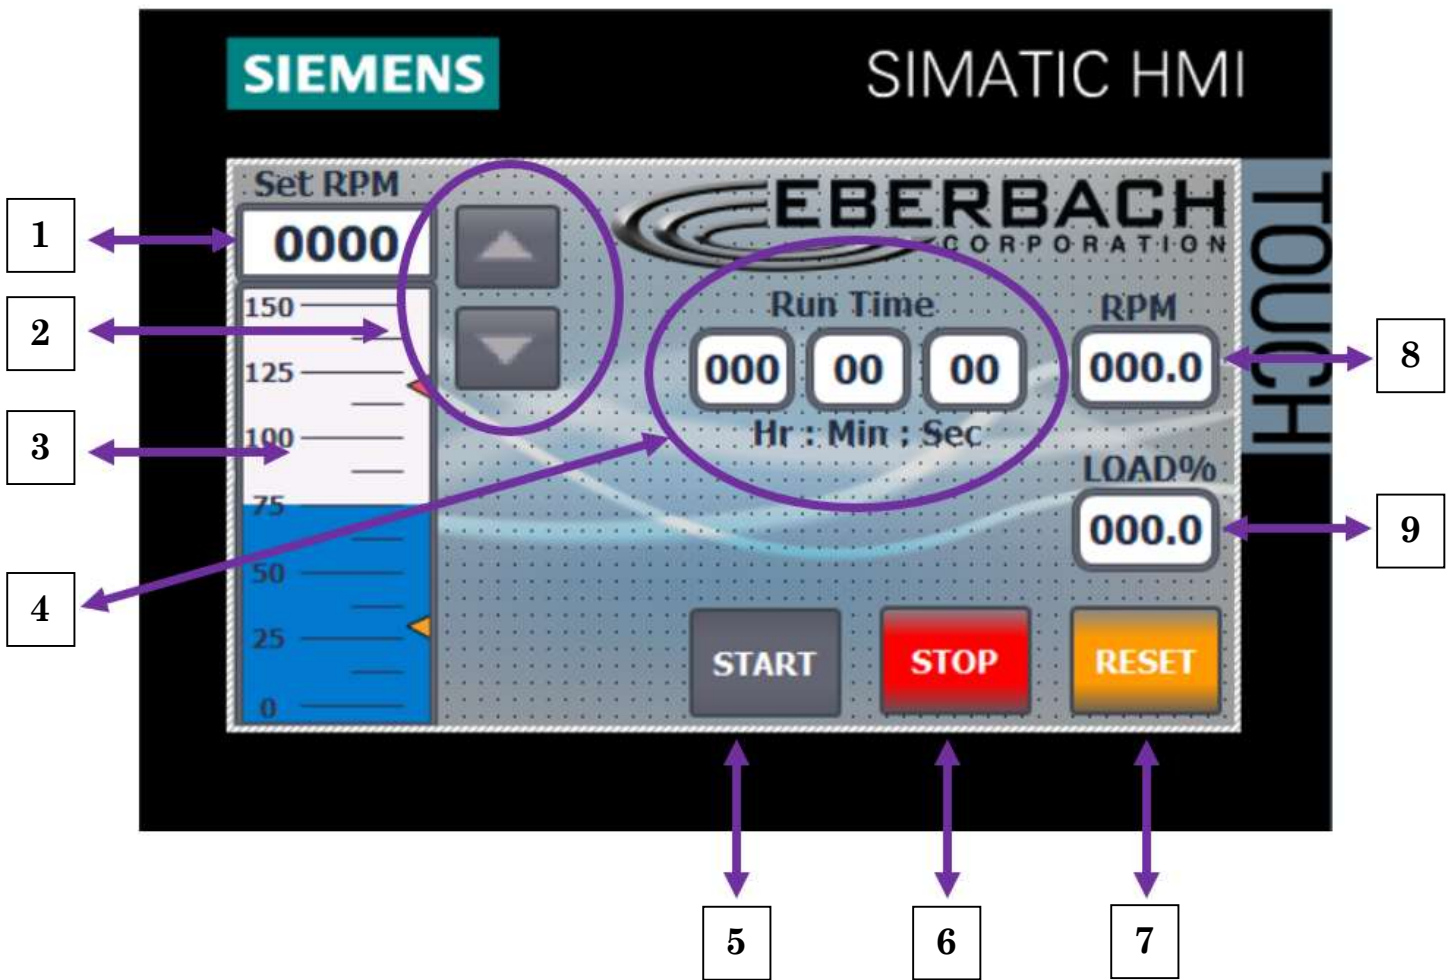 SIEMENS
SIMATIC HMI
TOUCH
Set RPM
0000
EBERBACH
CORPORATION
150
125
100
75
50
25
0
Run Time
000 00 00
Hr : Min : Sec
RPM
000.0
LOAD%
000.0
START STOP RESET
1
2
3
4
5
6
7
8
9